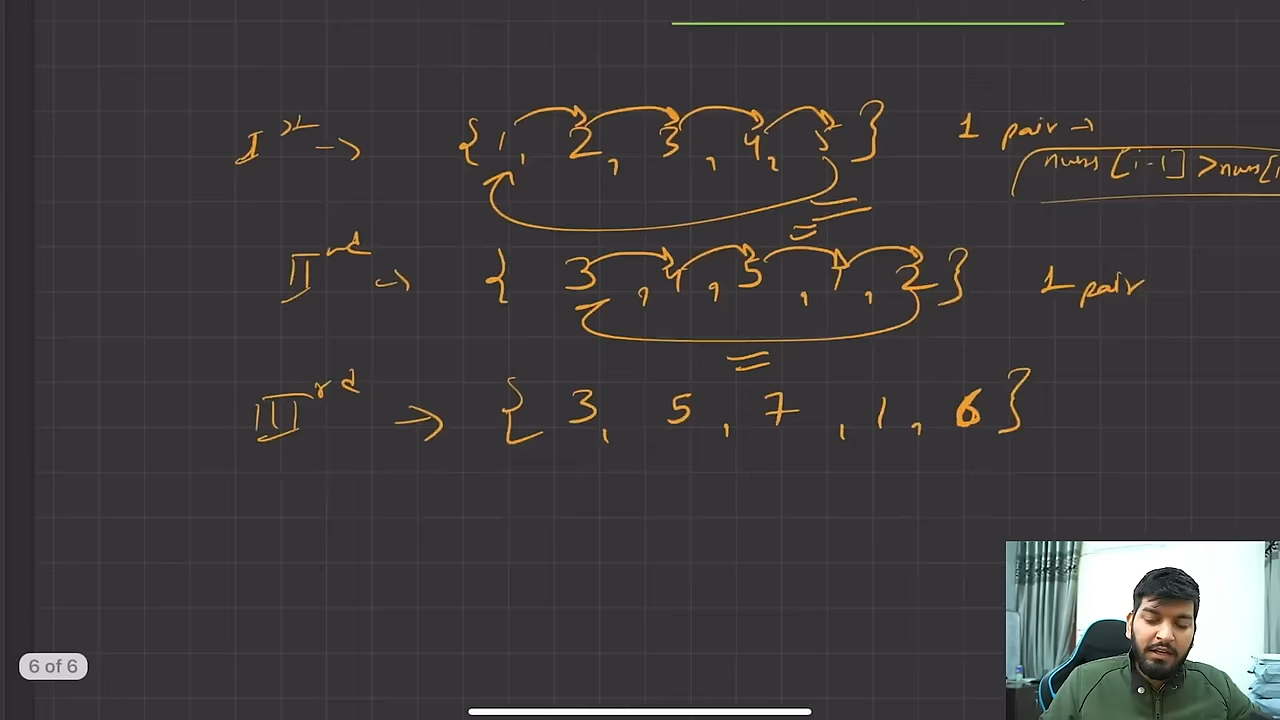 Ist → {1, 2, 3, 4, 5} 1 pair →
nums[i-1] > nums[i
IInd → { 3, 4, 5, 1, 2 } 1 pair
IIIrd → { 3, 5, 7, 1, 6 }
6 of 6